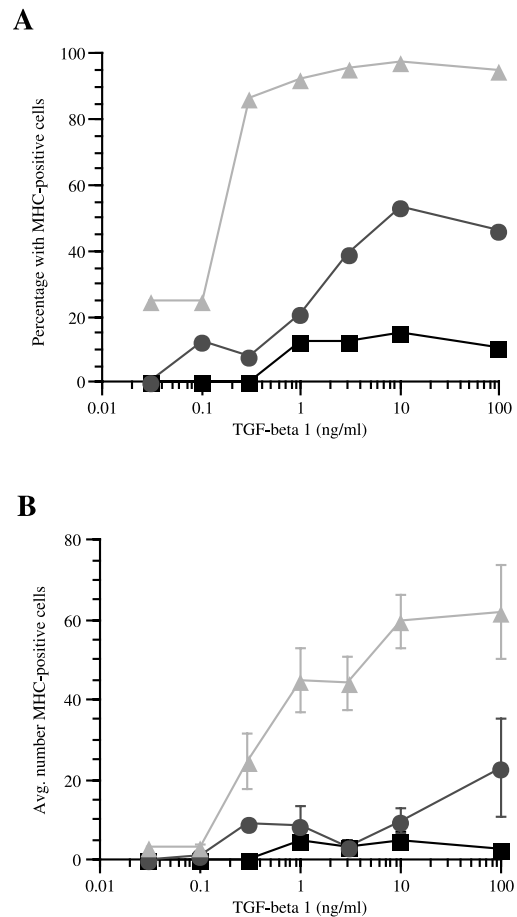 A
100
80
60
40
20
0
Percentage with MHC-positive cells
0.01 0.1 1 10 100
TGF-beta 1 (ng/ml)
B
80
60
40
20
0
Avg. number MHC-positive cells
0.01 0.1 1 10 100
TGF-beta 1 (ng/ml)